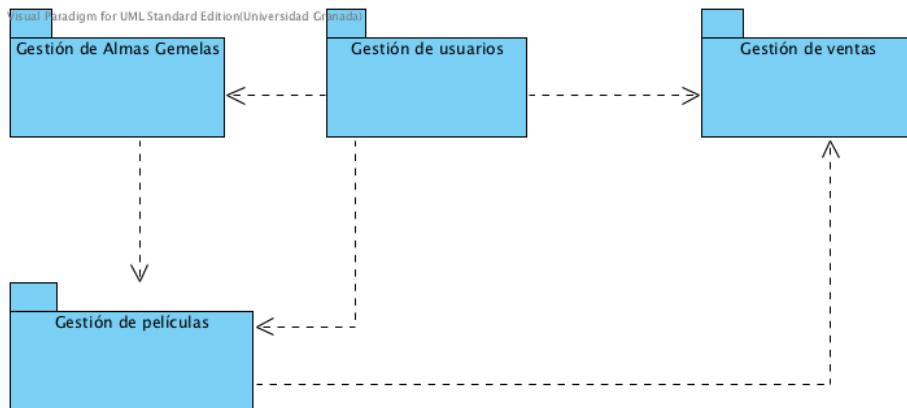 Visual Paradigm for UML Standard Edition(Universidad Granada)
Gestión de Almas Gemelas
Gestión de usuarios
Gestión de ventas
Gestión de películas